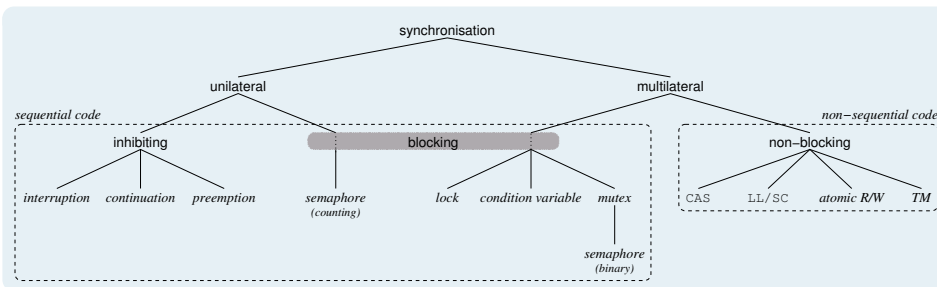 synchronisation
unilateral multilateral
sequential code non−sequential code
inhibiting blocking non−blocking
interruption continuation preemption semaphore lock condition variable mutex CAS LL/SC atomic R/W TM
(counting)
semaphore
(binary)